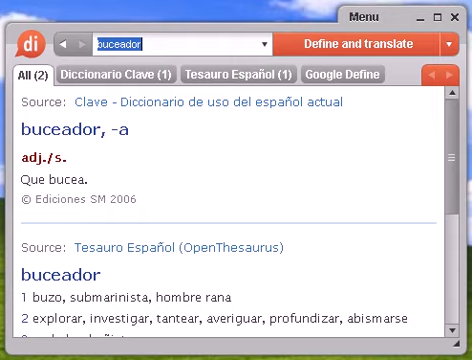 Menu
di
buceador
Define and translate
All (2)
Diccionario Clave (1)
Tesauro Español (1)
Google Define
Source: Clave - Diccionario de uso del español actual
buceador, -a
adj./s.
Que bucea.
© Ediciones SM 2006
Source: Tesauro Español (OpenThesaurus)
buceador
1 buzo, submarinista, hombre rana
2 explorar, investigar, tantear, averiguar, profundizar, abismarse